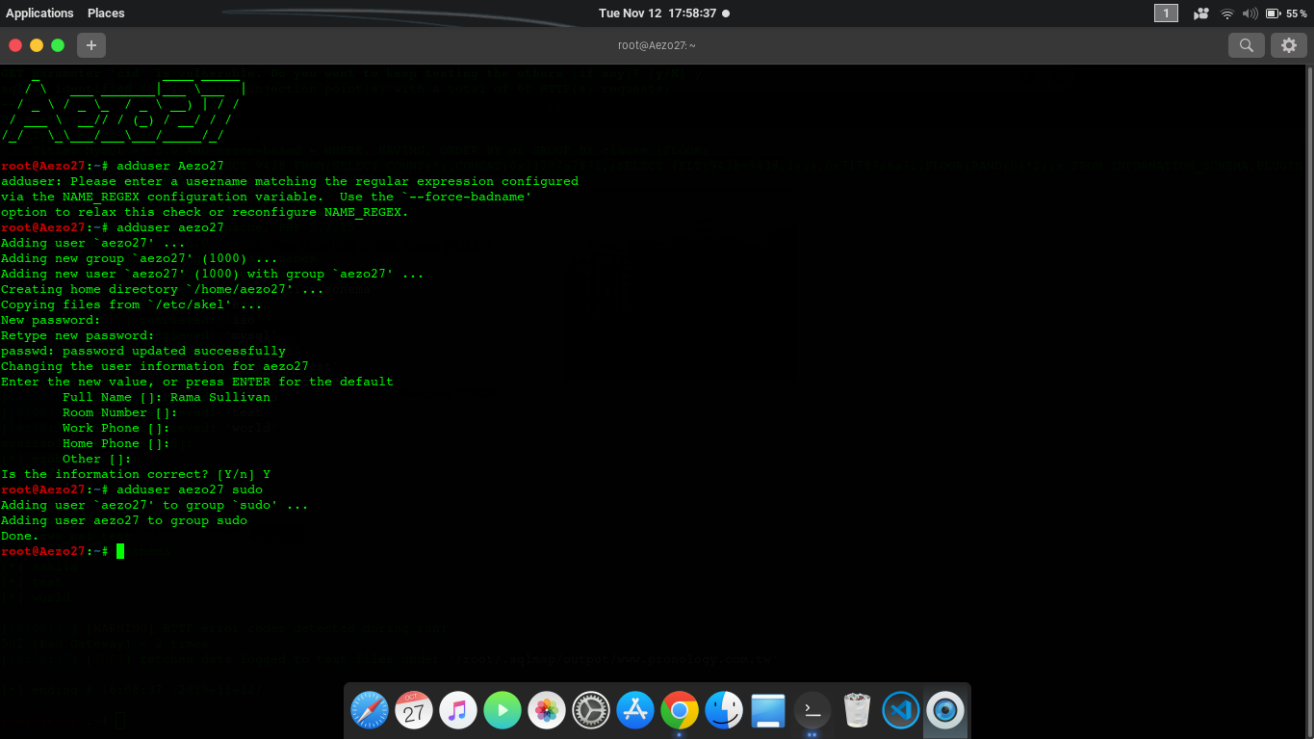 Applications Places
Tue Nov 12 17:58:37
1
55 %
root@Aezo27: ~
Aezo27
root@Aezo27:~# adduser Aezo27
adduser: Please enter a username matching the regular expression configured
via the NAME_REGEX configuration variable.  Use the `--force-badname'
option to relax this check or reconfigure NAME_REGEX.
root@Aezo27:~# adduser aezo27
Adding user `aezo27' ...
Adding new group `aezo27' (1000) ...
Adding new user `aezo27' (1000) with group `aezo27' ...
Creating home directory `/home/aezo27' ...
Copying files from `/etc/skel' ...
New password:
Retype new password:
passwd: password updated successfully
Changing the user information for aezo27
Enter the new value, or press ENTER for the default
Full Name []: Rama Sullivan
Room Number []:
Work Phone []:
Home Phone []:
Other []:
Is the information correct? [Y/n] Y
root@Aezo27:~# adduser aezo27 sudo
Adding user `aezo27' to group `sudo' ...
Adding user aezo27 to group sudo
Done.
root@Aezo27:~#
OCT
27